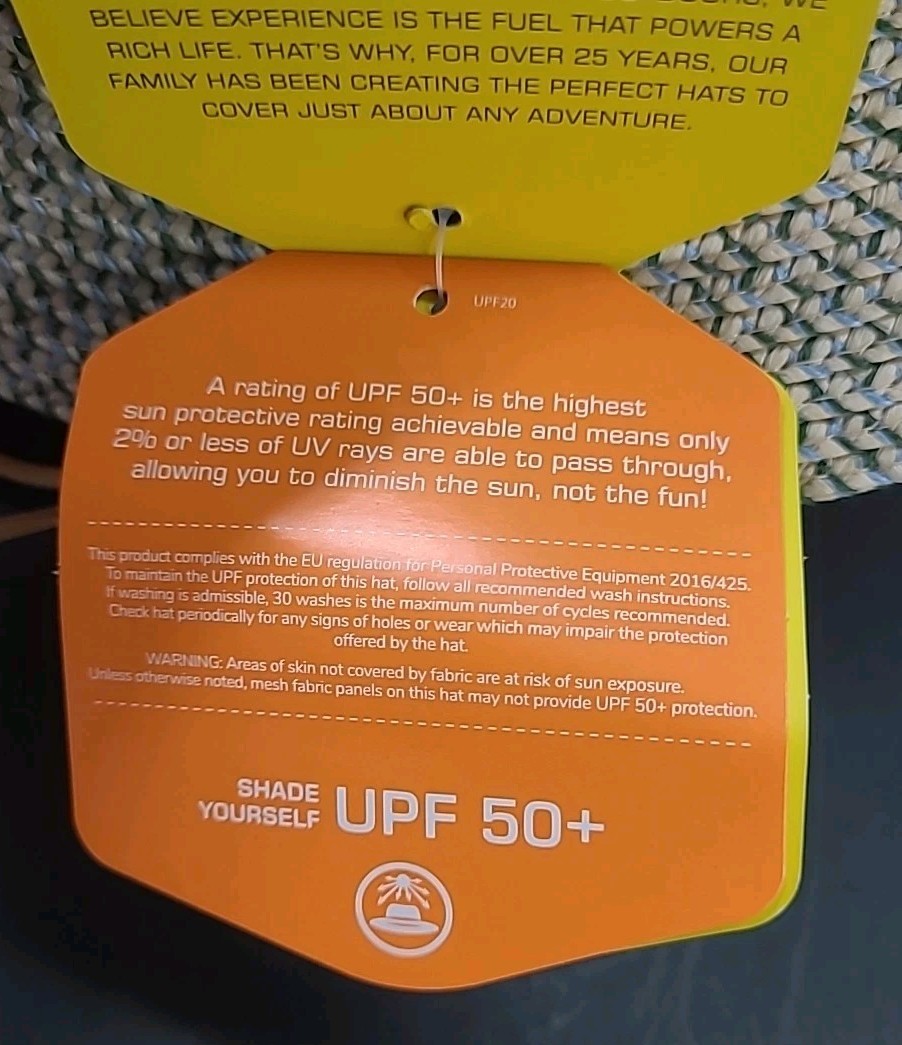 WE
BELIEVE EXPERIENCE IS THE FUEL THAT POWERS A
RICH LIFE. THAT'S WHY, FOR OVER 25 YEARS, OUR
FAMILY HAS BEEN CREATING THE PERFECT HATS TO
COVER JUST ABOUT ANY ADVENTURE.
UPF20
A rating of UPF 50+ is the highest
sun protective rating achievable and means only
2% or less of UV rays are able to pass through,
allowing you to diminish the sun, not the fun!
This product complies with the EU regulation for Personal Protective Equipment 2016/425.
To maintain the UPF protection of this hat, follow all recommended wash instructions.
If washing is admissible, 30 washes is the maximum number of cycles recommended.
Check hat periodically for any signs of holes or wear which may impair the protection
offered by the hat.
WARNING: Areas of skin not covered by fabric are at risk of sun exposure.
Unless otherwise noted, mesh fabric panels on this hat may not provide UPF 50+ protection.
SHADE
YOURSELF UPF 50+